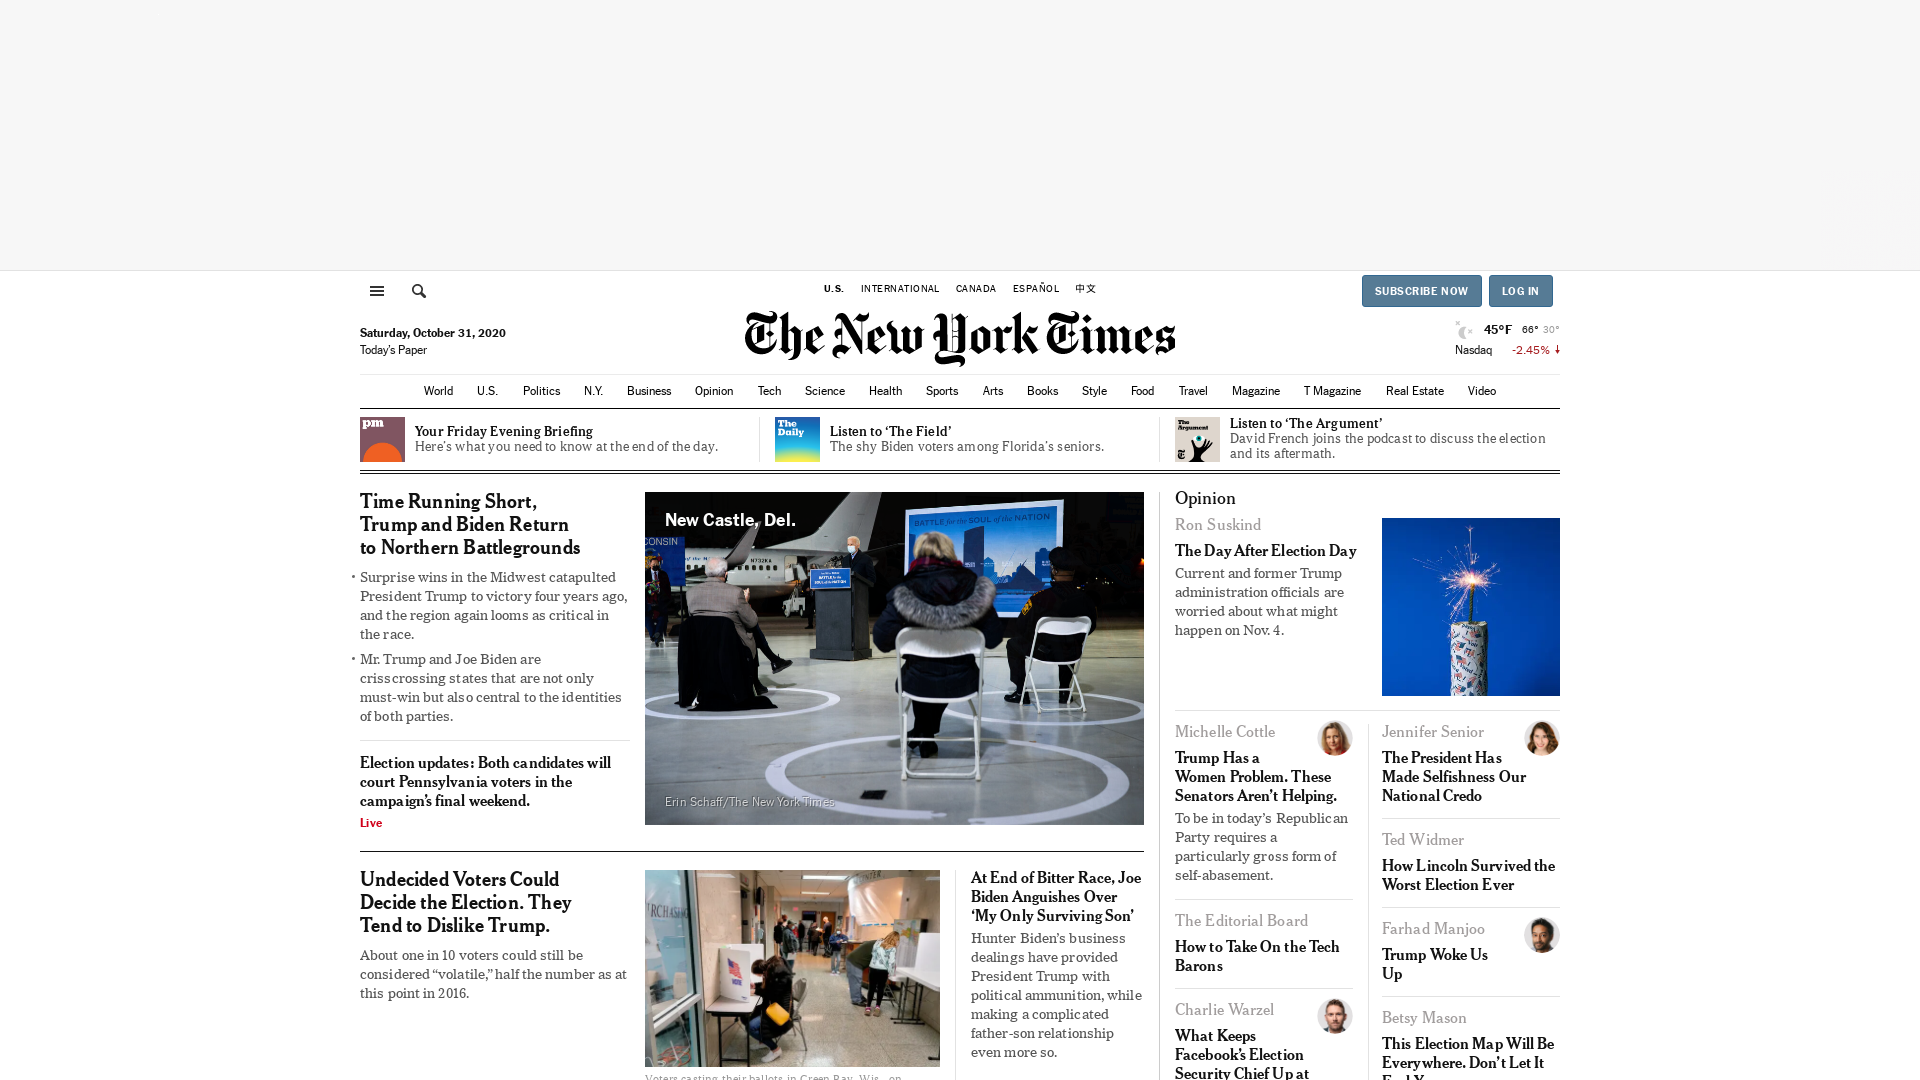 U.S.
INTERNATIONAL
CANADA
ESPAÑOL
中文
SUBSCRIBE NOW
LOG IN
Saturday, October 31, 2020
Today's Paper
The New York Times
45°F 66° 30°
Nasdaq -2.45% ↓
World U.S. Politics N.Y. Business Opinion Tech Science Health Sports Arts Books Style Food Travel Magazine T Magazine Real Estate Video
pm
Your Friday Evening Briefing
Here's what you need to know at the end of the day.
The
Daily
Listen to ‘The Field’
The shy Biden voters among Florida's seniors.
The
Argument
Listen to ‘The Argument’
David French joins the podcast to discuss the election
and its aftermath.
Time Running Short,
Trump and Biden Return
to Northern Battlegrounds
• Surprise wins in the Midwest catapulted
President Trump to victory four years ago,
and the region again looms as critical in
the race.
• Mr. Trump and Joe Biden are
crisscrossing states that are not only
must-win but also central to the identities
of both parties.
Election updates: Both candidates will
court Pennsylvania voters in the
campaign's final weekend.
Live
New Castle, Del.
BATTLE for the SOUL of the NATION
CONSIN
N732KA
BATTLE for the
SOUL of the NATION
Erin Schaff/The New York Times
Undecided Voters Could
Decide the Election. They
Tend to Dislike Trump.
About one in 10 voters could still be
considered “volatile,” half the number as at
this point in 2016.
Voters casting their ballots in Green Bay, Wis., on
At End of Bitter Race, Joe
Biden Anguishes Over
‘My Only Surviving Son’
Hunter Biden's business
dealings have provided
President Trump with
political ammunition, while
making a complicated
father-son relationship
even more so.
Opinion
Ron Suskind
The Day After Election Day
Current and former Trump
administration officials are
worried about what might
happen on Nov. 4.
Michelle Cottle
Trump Has a
Women Problem. These
Senators Aren't Helping.
To be in today's Republican
Party requires a
particularly gross form of
self-abasement.
The Editorial Board
How to Take On the Tech
Barons
Charlie Warzel
What Keeps
Facebook's Election
Security Chief Up at
Jennifer Senior
The President Has
Made Selfishness Our
National Credo
Ted Widmer
How Lincoln Survived the
Worst Election Ever
Farhad Manjoo
Trump Woke Us
Up
Betsy Mason
This Election Map Will Be
Everywhere. Don't Let It